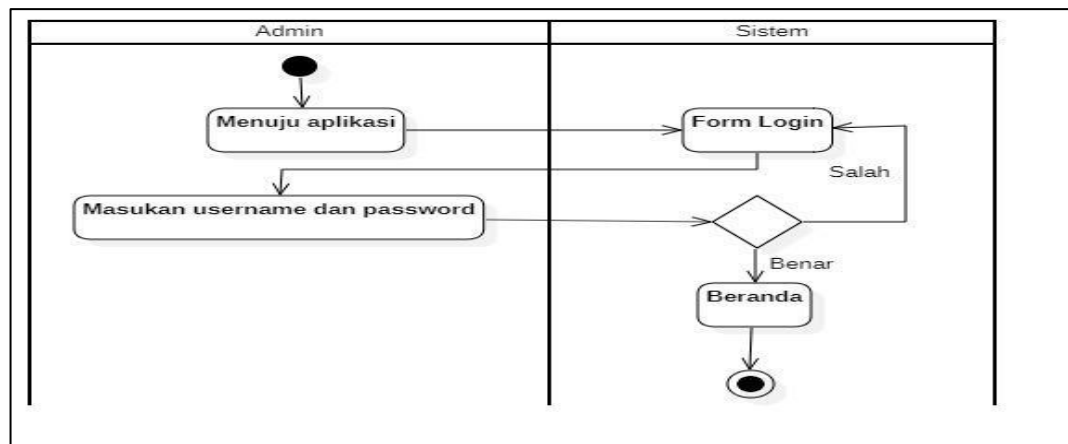 Admin
Sistem
Menuju aplikasi
Form Login
Salah
Masukan username dan password
Benar
Beranda